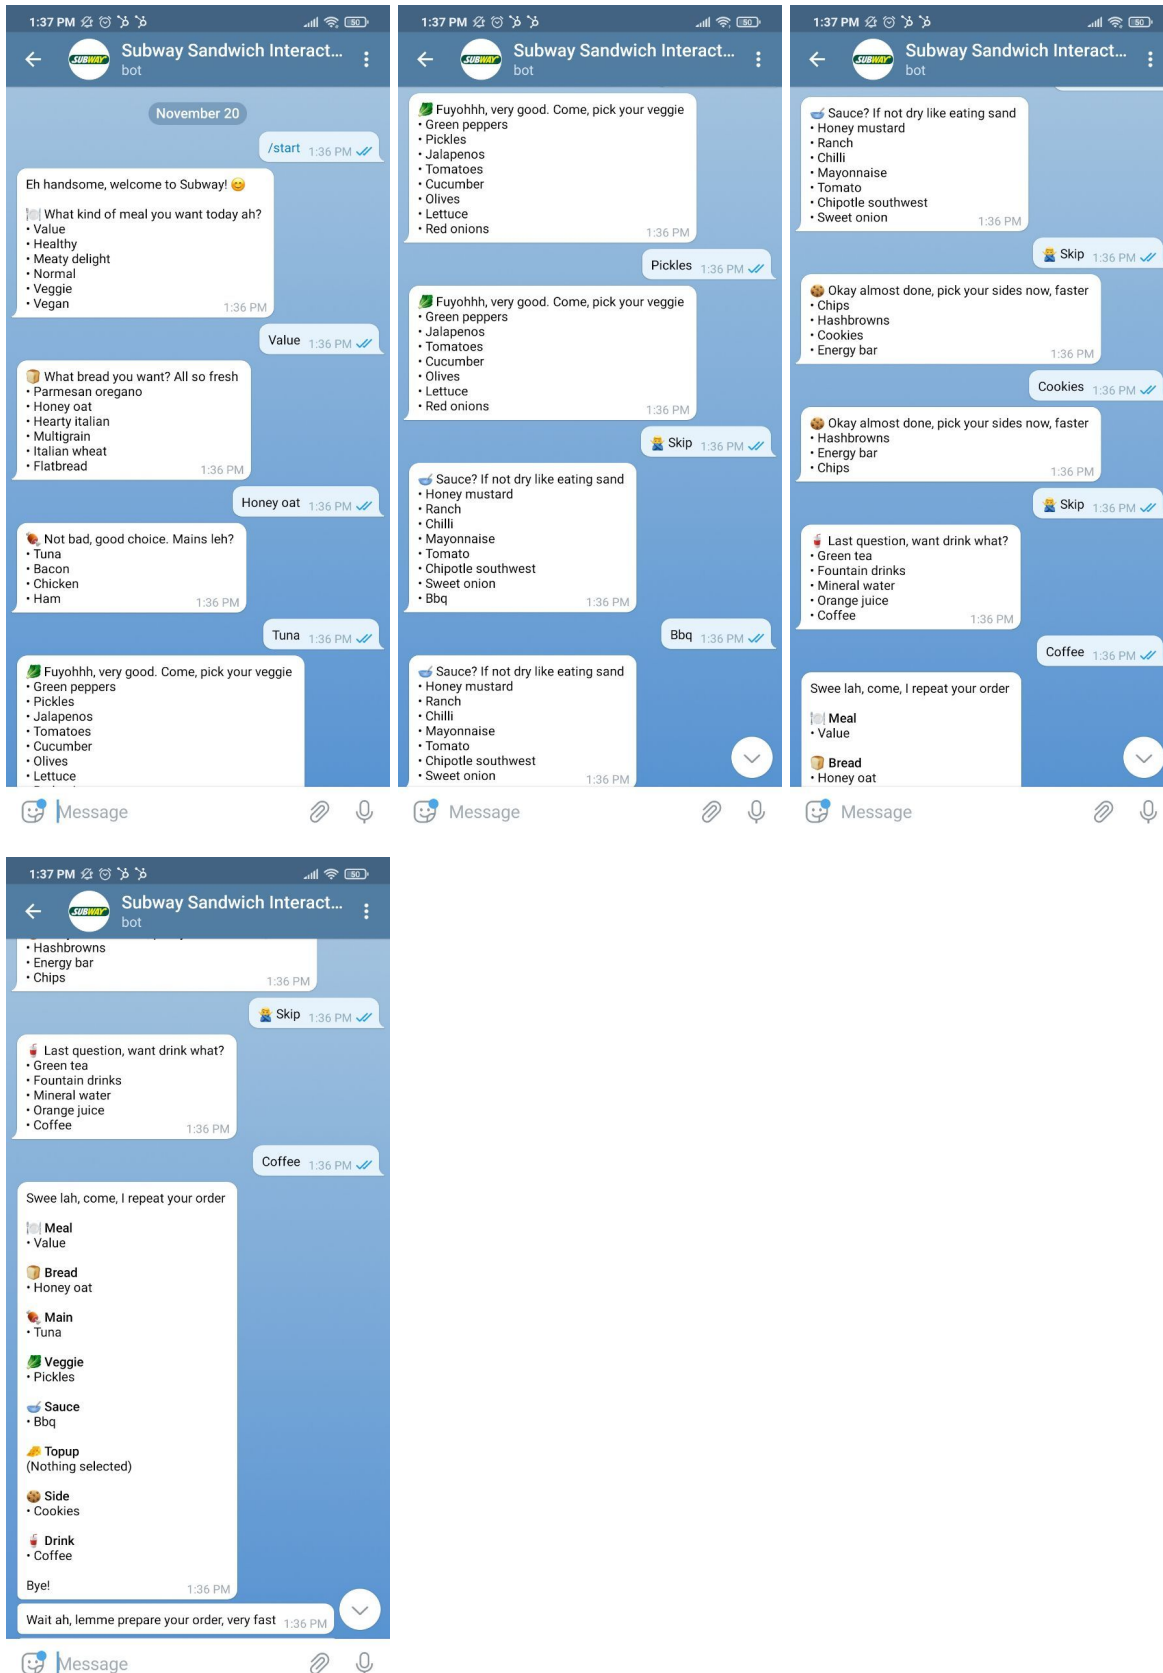 1:37 PM
50
Subway Sandwich Interact...
bot
SUBWAY
November 20
/start 1:36 PM
Eh handsome, welcome to Subway! 😊
🍽 What kind of meal you want today ah?
• Value
• Healthy
• Meaty delight
• Normal
• Veggie
• Vegan
1:36 PM
Value 1:36 PM
🍞 What bread you want? All so fresh
• Parmesan oregano
• Honey oat
• Hearty italian
• Multigrain
• Italian wheat
• Flatbread
1:36 PM
Honey oat 1:36 PM
🍖 Not bad, good choice. Mains leh?
• Tuna
• Bacon
• Chicken
• Ham
1:36 PM
Tuna 1:36 PM
🥬 Fuyohhh, very good. Come, pick your veggie
• Green peppers
• Pickles
• Jalapenos
• Tomatoes
• Cucumber
• Olives
• Lettuce
Message
1:37 PM
50
Subway Sandwich Interact...
bot
SUBWAY
🥬 Fuyohhh, very good. Come, pick your veggie
• Green peppers
• Pickles
• Jalapenos
• Tomatoes
• Cucumber
• Olives
• Lettuce
• Red onions
1:36 PM
Pickles 1:36 PM
🥬 Fuyohhh, very good. Come, pick your veggie
• Green peppers
• Jalapenos
• Tomatoes
• Cucumber
• Olives
• Lettuce
• Red onions
1:36 PM
🙅 Skip 1:36 PM
🥣 Sauce? If not dry like eating sand
• Honey mustard
• Ranch
• Chilli
• Mayonnaise
• Tomato
• Chipotle southwest
• Sweet onion
• Bbq
1:36 PM
Bbq 1:36 PM
🥣 Sauce? If not dry like eating sand
• Honey mustard
• Ranch
• Chilli
• Mayonnaise
• Tomato
• Chipotle southwest
• Sweet onion
1:36 PM
Message
1:37 PM
50
Subway Sandwich Interact...
bot
SUBWAY
🥣 Sauce? If not dry like eating sand
• Honey mustard
• Ranch
• Chilli
• Mayonnaise
• Tomato
• Chipotle southwest
• Sweet onion
1:36 PM
🙅 Skip 1:36 PM
🍪 Okay almost done, pick your sides now, faster
• Chips
• Hashbrowns
• Cookies
• Energy bar
1:36 PM
Cookies 1:36 PM
🍪 Okay almost done, pick your sides now, faster
• Hashbrowns
• Energy bar
• Chips
1:36 PM
🙅 Skip 1:36 PM
🥤 Last question, want drink what?
• Green tea
• Fountain drinks
• Mineral water
• Orange juice
• Coffee
1:36 PM
Coffee 1:36 PM
Swee lah, come, I repeat your order
🍽 Meal
• Value
🍞 Bread
• Honey oat
Message
1:37 PM
50
Subway Sandwich Interact...
bot
SUBWAY
• Hashbrowns
• Energy bar
• Chips
1:36 PM
🙅 Skip 1:36 PM
🥤 Last question, want drink what?
• Green tea
• Fountain drinks
• Mineral water
• Orange juice
• Coffee
1:36 PM
Coffee 1:36 PM
Swee lah, come, I repeat your order
🍽 Meal
• Value
🍞 Bread
• Honey oat
🍖 Main
• Tuna
🥬 Veggie
• Pickles
🥣 Sauce
• Bbq
🧀 Topup
(Nothing selected)
🍪 Side
• Cookies
🥤 Drink
• Coffee
Bye!
1:36 PM
Wait ah, lemme prepare your order, very fast 1:36 PM
Message